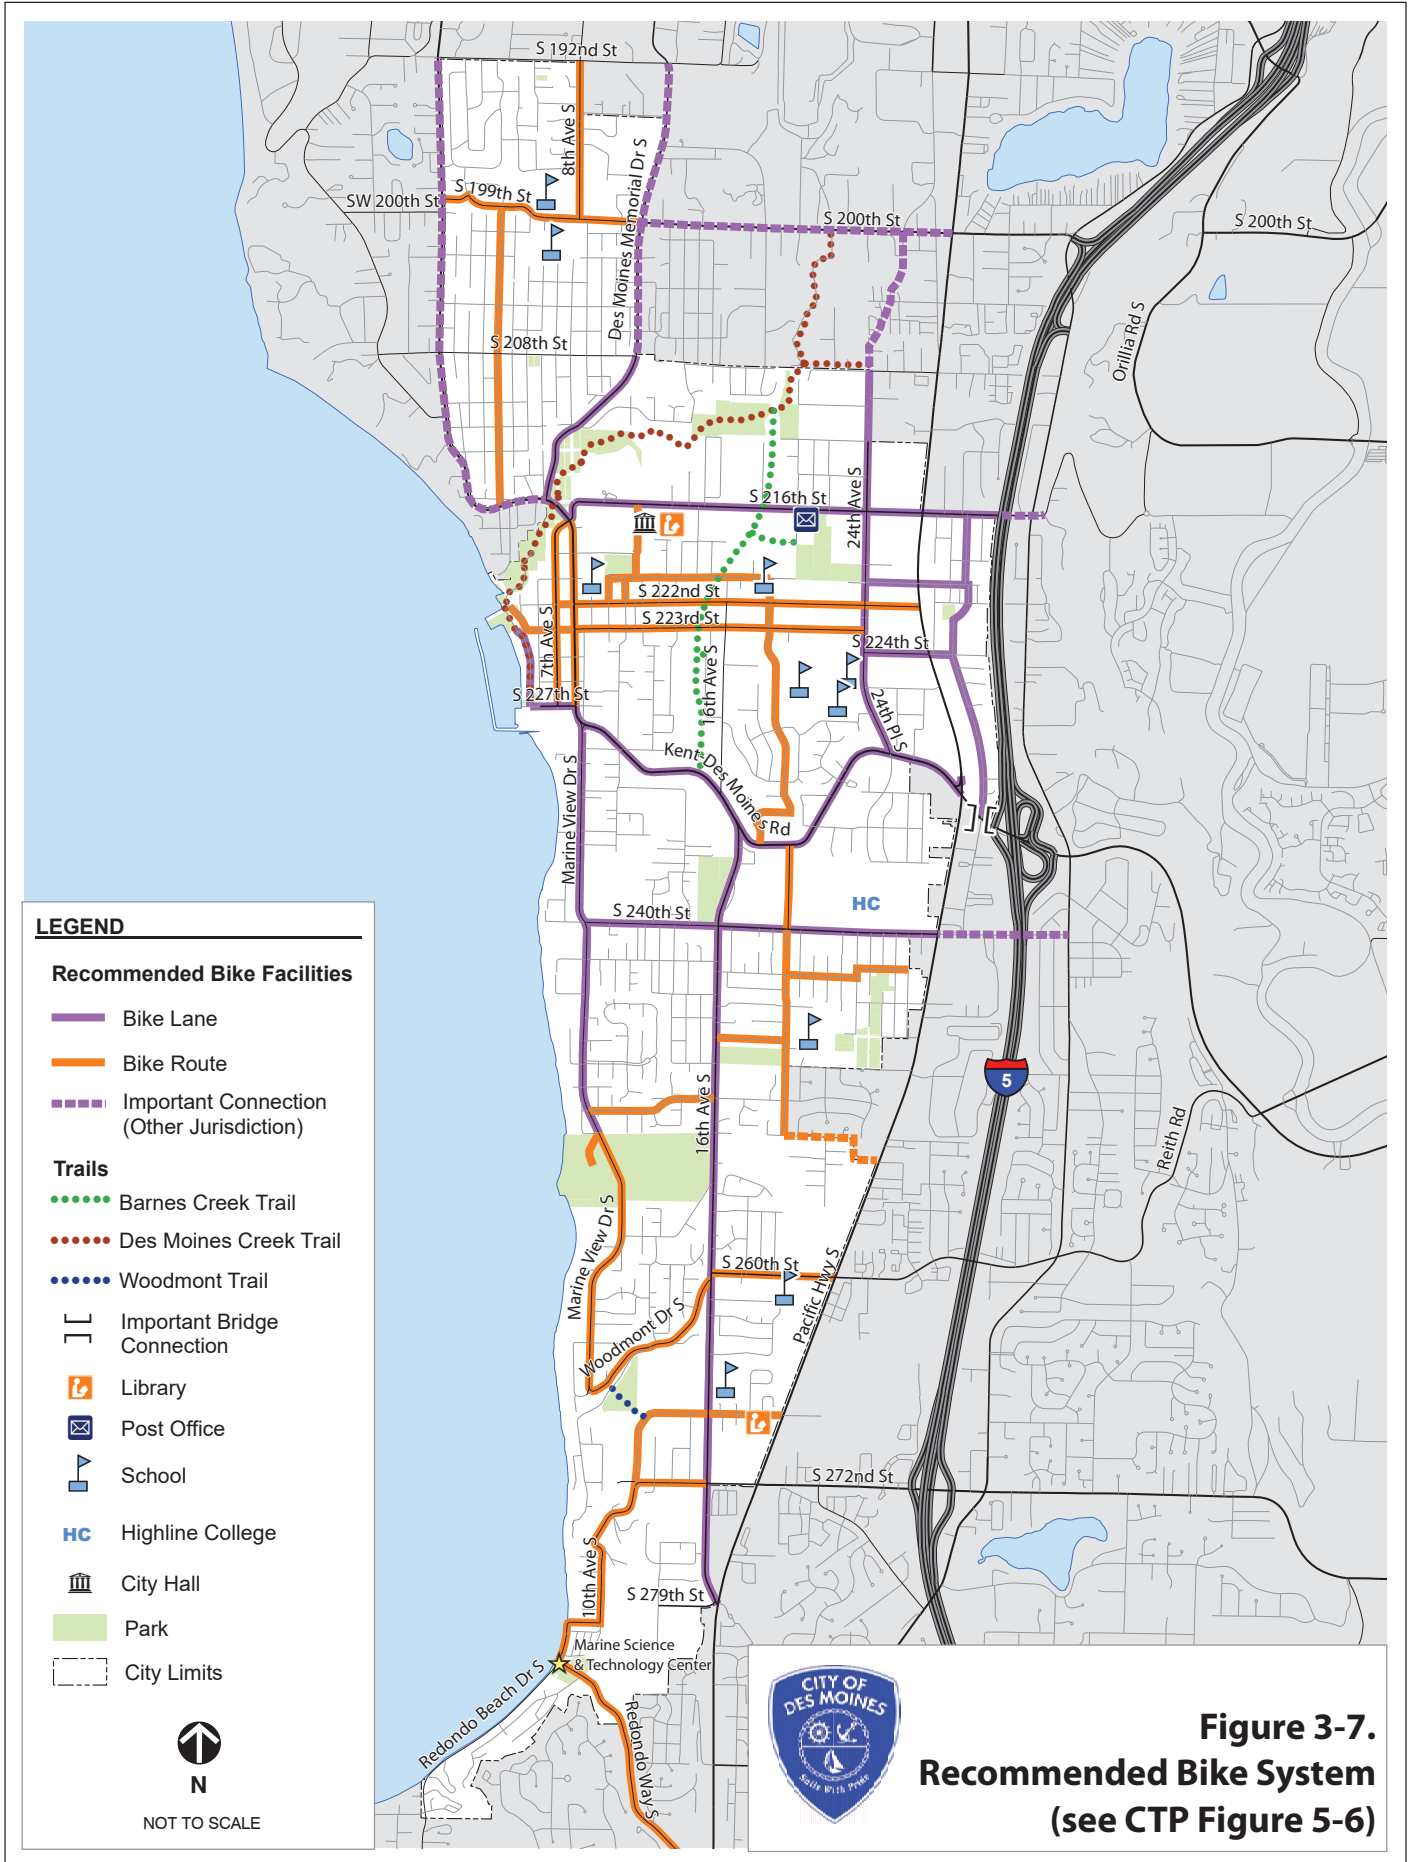 S 192nd St
8th Ave S
Des Moines Memorial Dr S
S 199th St
SW 200th St
S 200th St
S 200th St
S 208th St
Orillia Rd S
S 216th St
24th Ave S
S 222nd St
S 223rd St
7th Ave S
S 224th St
16th Ave S
S 227th St
24th Pl S
Kent-Des Moines Rd
Marine View Dr S
HC
S 240th St
5
16th Ave S
Reith Rd
Marine View Dr S
S 260th St
Pacific Hwy S
Woodmont Dr S
S 272nd St
10th Ave S
S 279th St
Marine Science
& Technology Center
Redondo Beach Dr S
Redondo Way S
LEGEND
Recommended Bike Facilities
Bike Lane
Bike Route
Important Connection
(Other Jurisdiction)
Trails
Barnes Creek Trail
Des Moines Creek Trail
Woodmont Trail
Important Bridge
Connection
Library
Post Office
School
HC Highline College
City Hall
Park
City Limits
N
NOT TO SCALE
CITY OF
DES MOINES
Sails With Pride
Figure 3-7.
Recommended Bike System
(see CTP Figure 5-6)